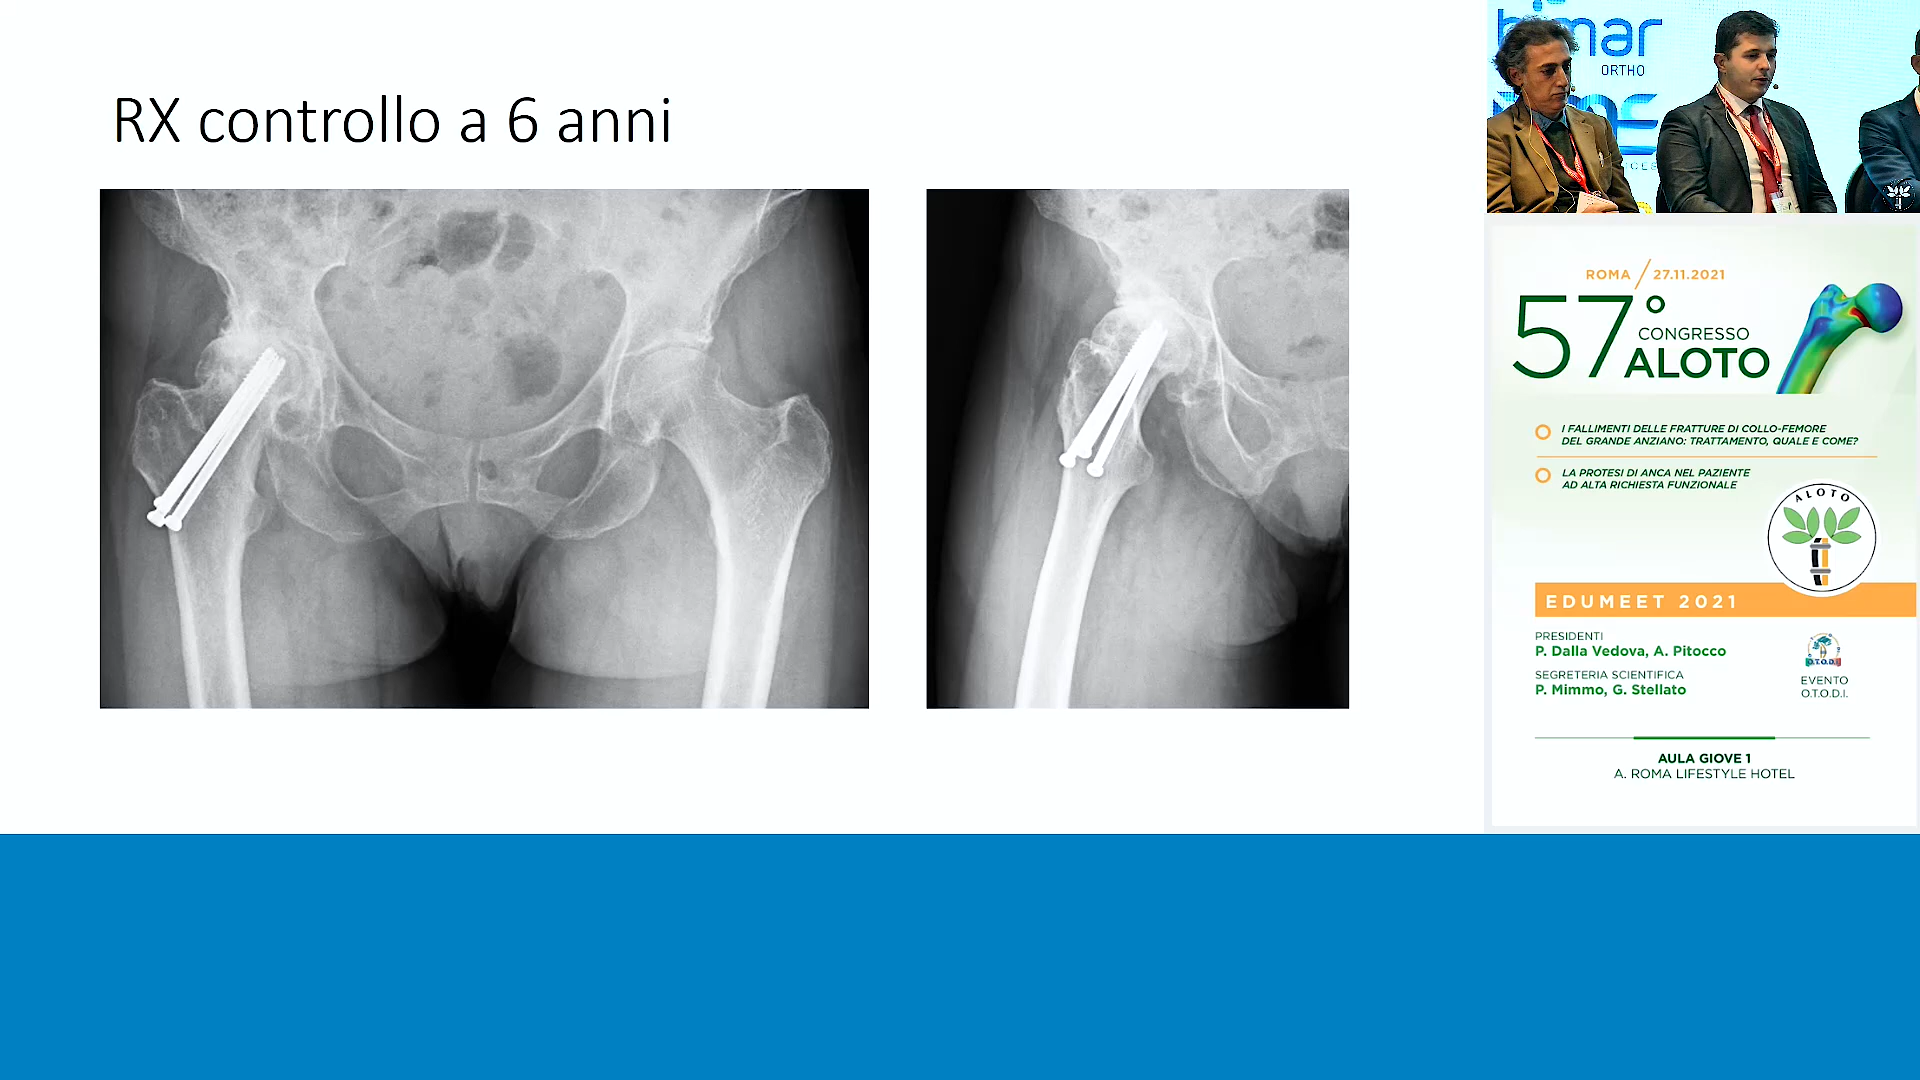 RX controllo a 6 anni
bimar
ORTHO
ROMA / 27.11.2021
57°
CONGRESSO
ALOTO
I FALLIMENTI DELLE FRATTURE DI COLLO-FEMORE
DEL GRANDE ANZIANO: TRATTAMENTO, QUALE E COME?
LA PROTESI DI ANCA NEL PAZIENTE
AD ALTA RICHIESTA FUNZIONALE
ALOTO
EDUMEET 2021
PRESIDENTI
P. Dalla Vedova, A. Pitocco
SEGRETERIA SCIENTIFICA
P. Mimmo, G. Stellato
O.T.O.D.I.
EVENTO
O.T.O.D.I.
AULA GIOVE 1
A. ROMA LIFESTYLE HOTEL